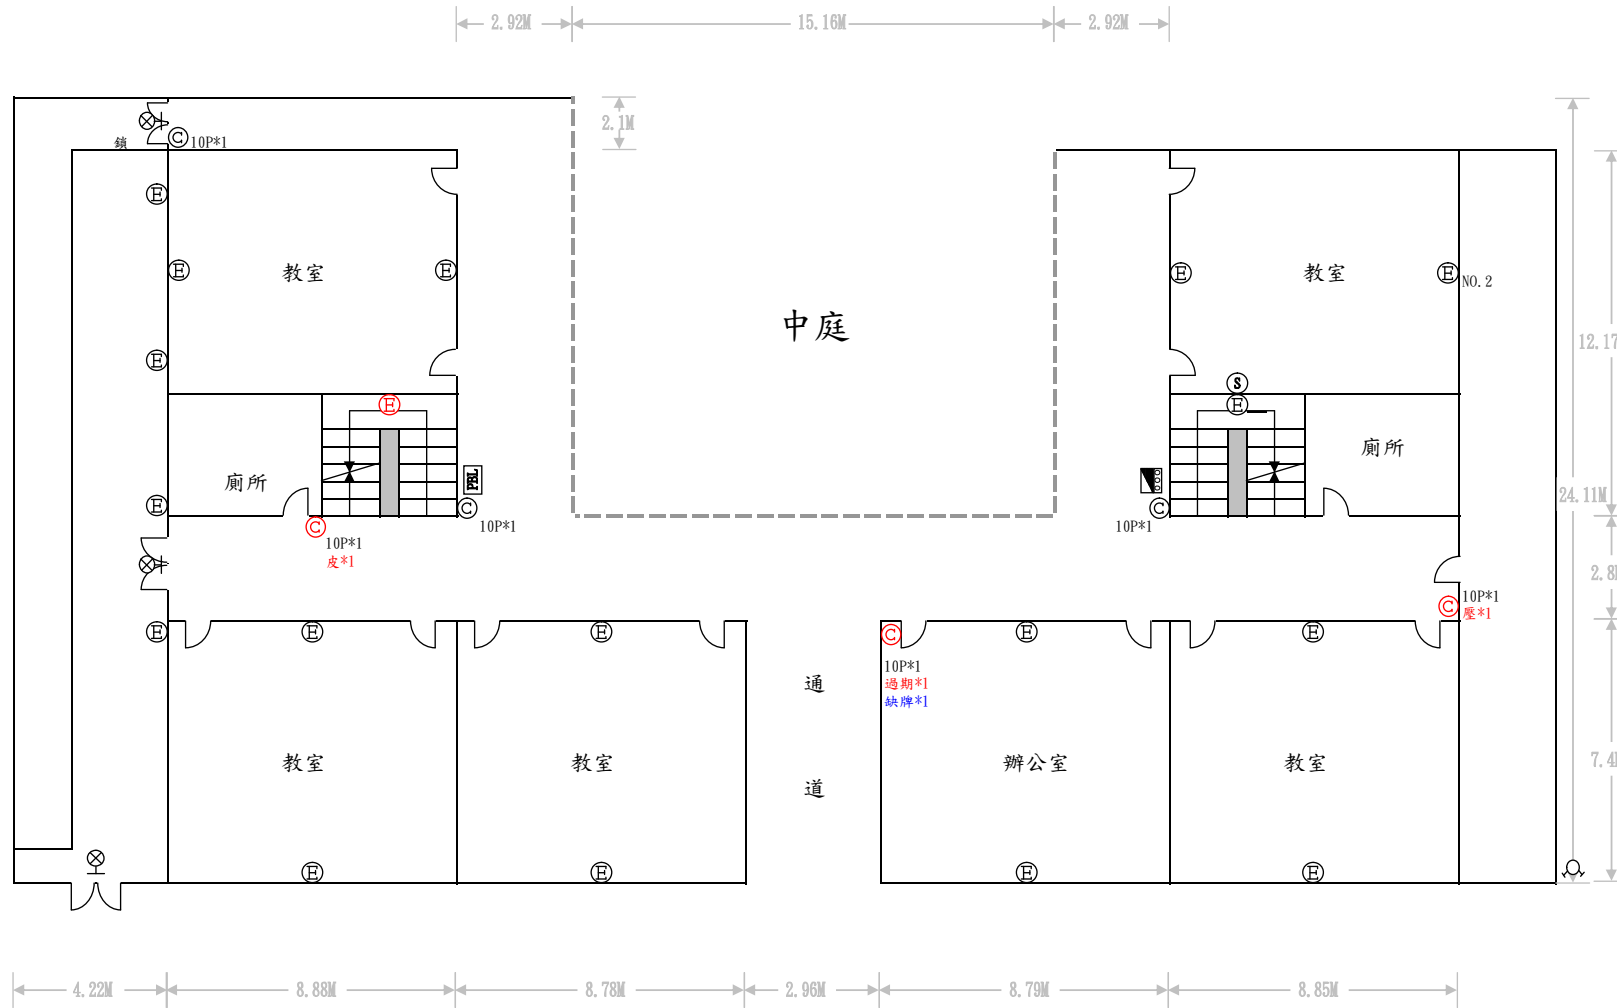 2.92M
15.16M
2.92M
2.1M
鎖
C
10P*1
E
E
教室
E
E
中庭
E
教室
E
NO.2
12.17
E
廁所
E
PBL
C
10P*1
C
10P*1
皮*1
S
E
廁所
C
10P*1
24.11M
2.8
C
10P*1
壓*1
E
E
E
C
10P*1
過期*1
缺牌*1
E
E
通
道
教室
教室
辦公室
教室
7.4
E
E
E
E
4.22M
8.88M
8.78M
2.96M
8.79M
8.85M